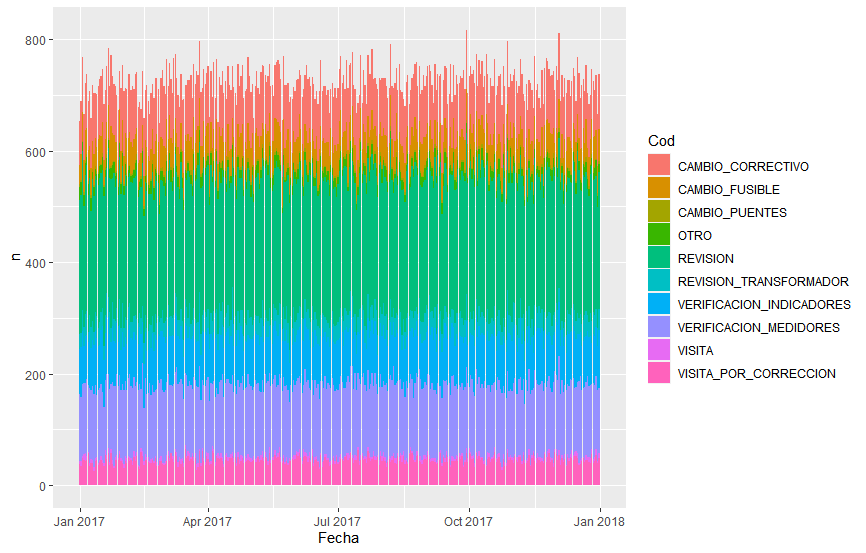 800
600
400
200
0
n
Jan 2017
Apr 2017
Jul 2017
Oct 2017
Jan 2018
Fecha
Cod
CAMBIO_CORRECTIVO
CAMBIO_FUSIBLE
CAMBIO_PUENTES
OTRO
REVISION
REVISION_TRANSFORMADOR
VERIFICACION_INDICADORES
VERIFICACION_MEDIDORES
VISITA
VISITA_POR_CORRECCION